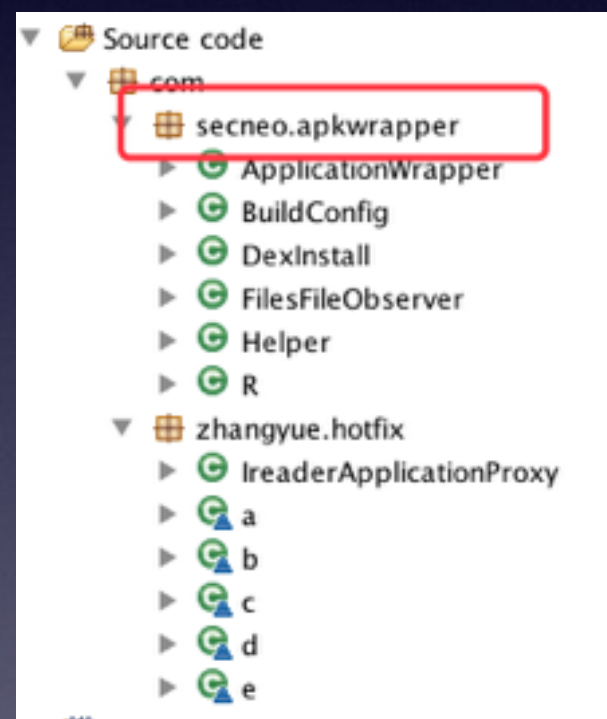 Source code
com
secneo.apkwrapper
ApplicationWrapper
BuildConfig
DexInstall
FilesFileObserver
Helper
R
zhangyue.hotfix
IreaderApplicationProxy
a
b
c
d
e